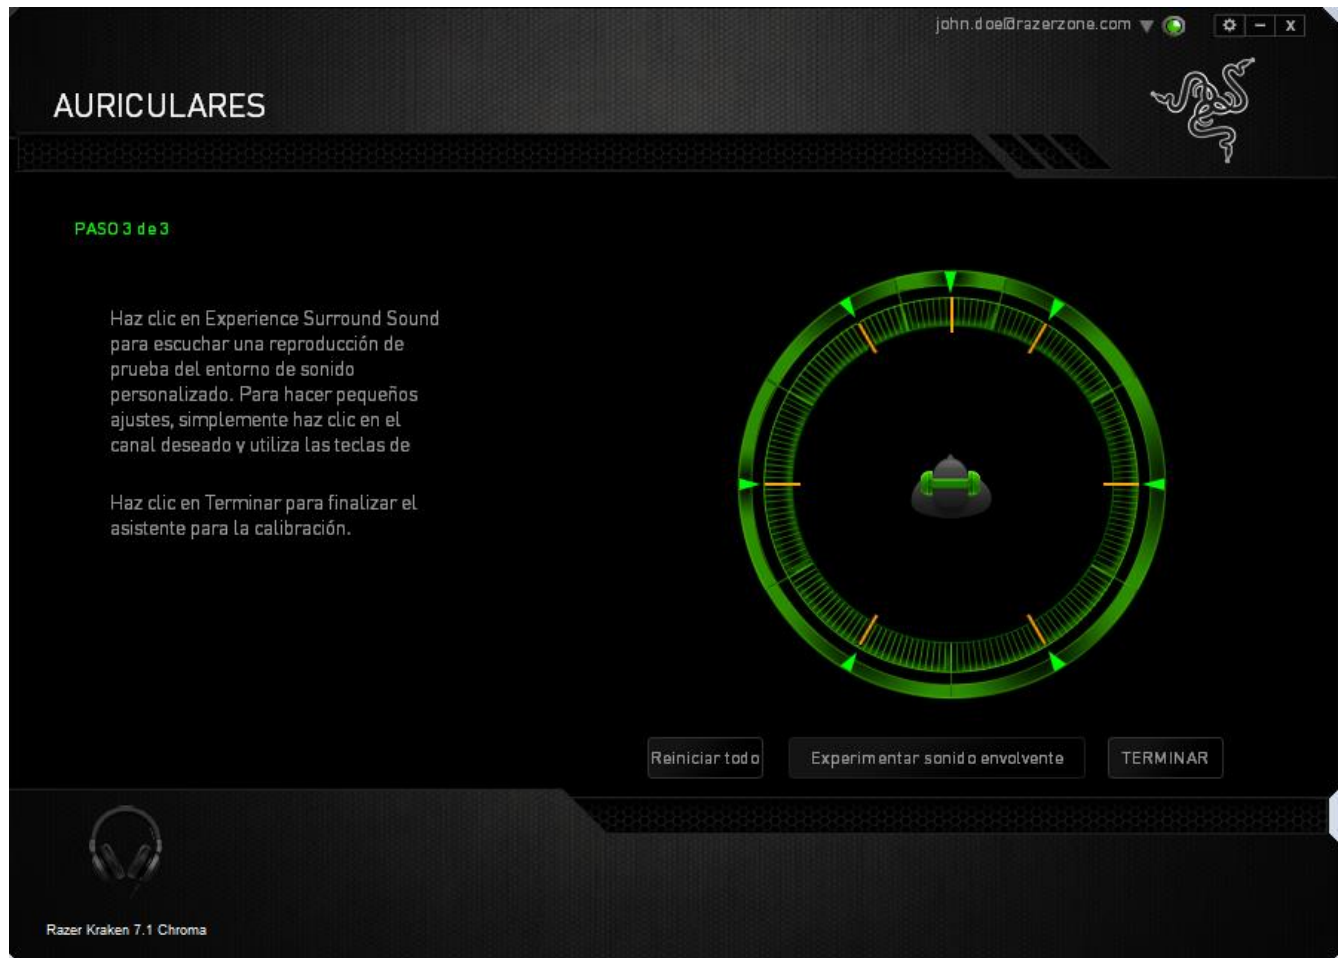 john.doe@razerzone.com
AURICULARES
PASO 3 de 3
Haz clic en Experience Surround Sound
para escuchar una reproducción de
prueba del entorno de sonido
personalizado. Para hacer pequeños
ajustes, simplemente haz clic en el
canal deseado y utiliza las teclas de
Haz clic en Terminar para finalizar el
asistente para la calibración.
Reiniciar todo
Experimentar sonido envolvente
TERMINAR
Razer Kraken 7.1 Chroma